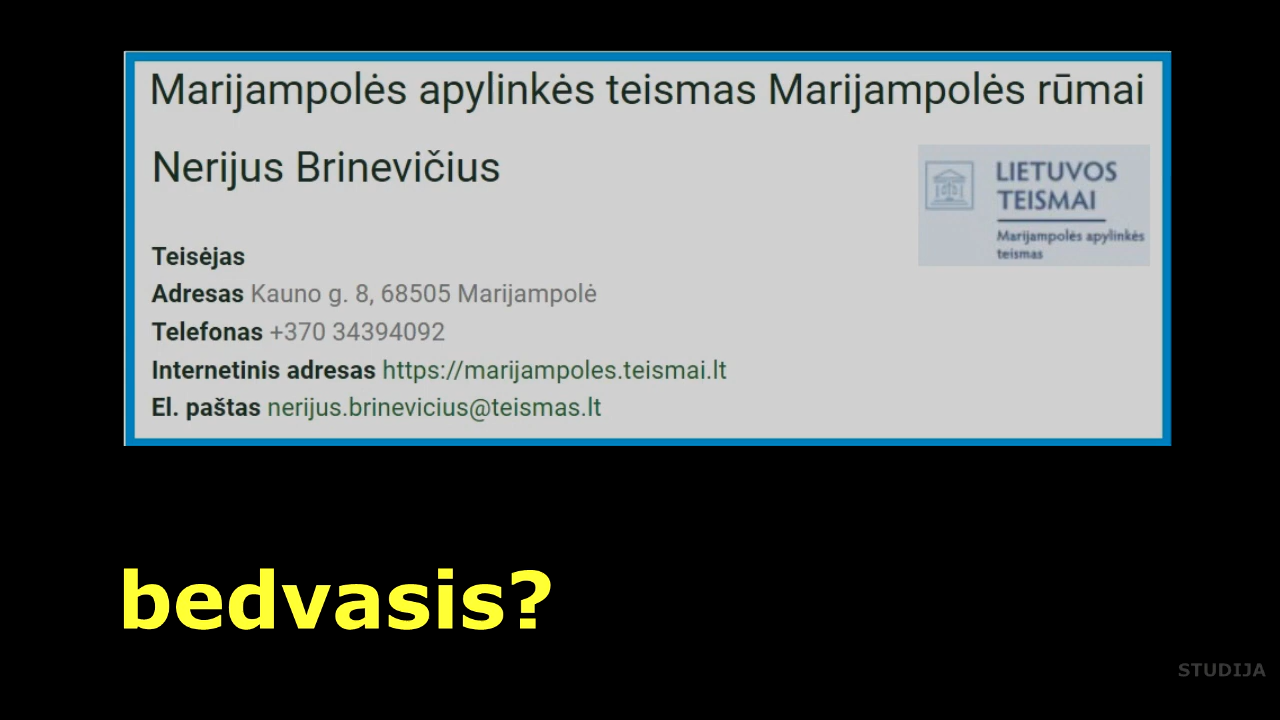 Marijampolės apylinkės teismas Marijampolės rūmai
Nerijus Brinevičius
LIETUVOS
TEISMAI
Marijampolės apylinkės
teismas
Teisėjas
Adresas Kauno g. 8, 68505 Marijampolė
Telefonas +370 34394092
Internetinis adresas https://marijampoles.teismai.lt
El. paštas nerijus.brinevicius@teismas.lt
bedvasis?
STUDIJA